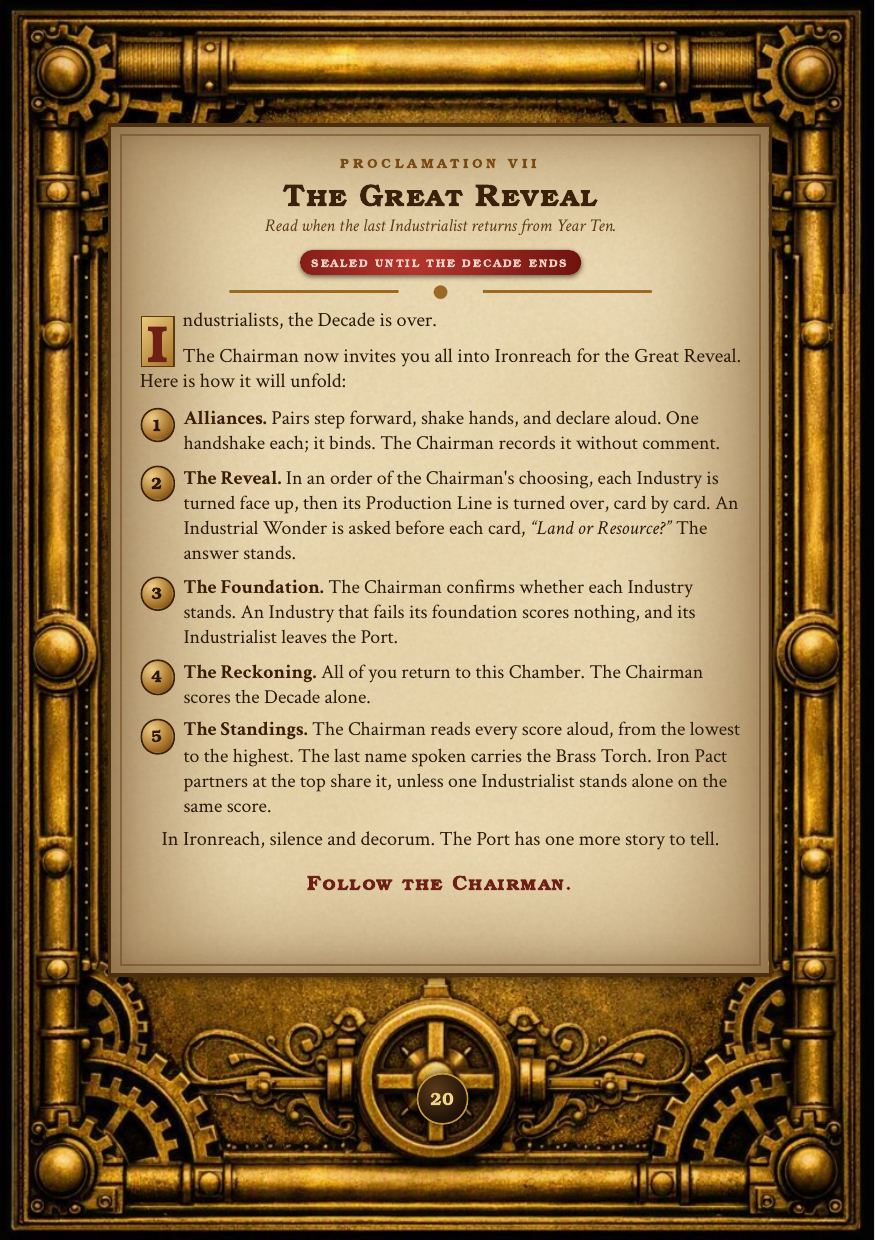 PROCLAMATION VII
THE GREAT REVEAL
Read when the last Industrialist returns from Year Ten.
SEALED UNTIL THE DECADE ENDS
Industrialists, the Decade is over.
The Chairman now invites you all into Ironreach for the Great Reveal.
Here is how it will unfold:
1 Alliances. Pairs step forward, shake hands, and declare aloud. One
handshake each; it binds. The Chairman records it without comment.
2 The Reveal. In an order of the Chairman's choosing, each Industry is
turned face up, then its Production Line is turned over, card by card. An
Industrial Wonder is asked before each card, “Land or Resource?” The
answer stands.
3 The Foundation. The Chairman confirms whether each Industry
stands. An Industry that fails its foundation scores nothing, and its
Industrialist leaves the Port.
4 The Reckoning. All of you return to this Chamber. The Chairman
scores the Decade alone.
5 The Standings. The Chairman reads every score aloud, from the lowest
to the highest. The last name spoken carries the Brass Torch. Iron Pact
partners at the top share it, unless one Industrialist stands alone on the
same score.
In Ironreach, silence and decorum. The Port has one more story to tell.
FOLLOW THE CHAIRMAN.
20